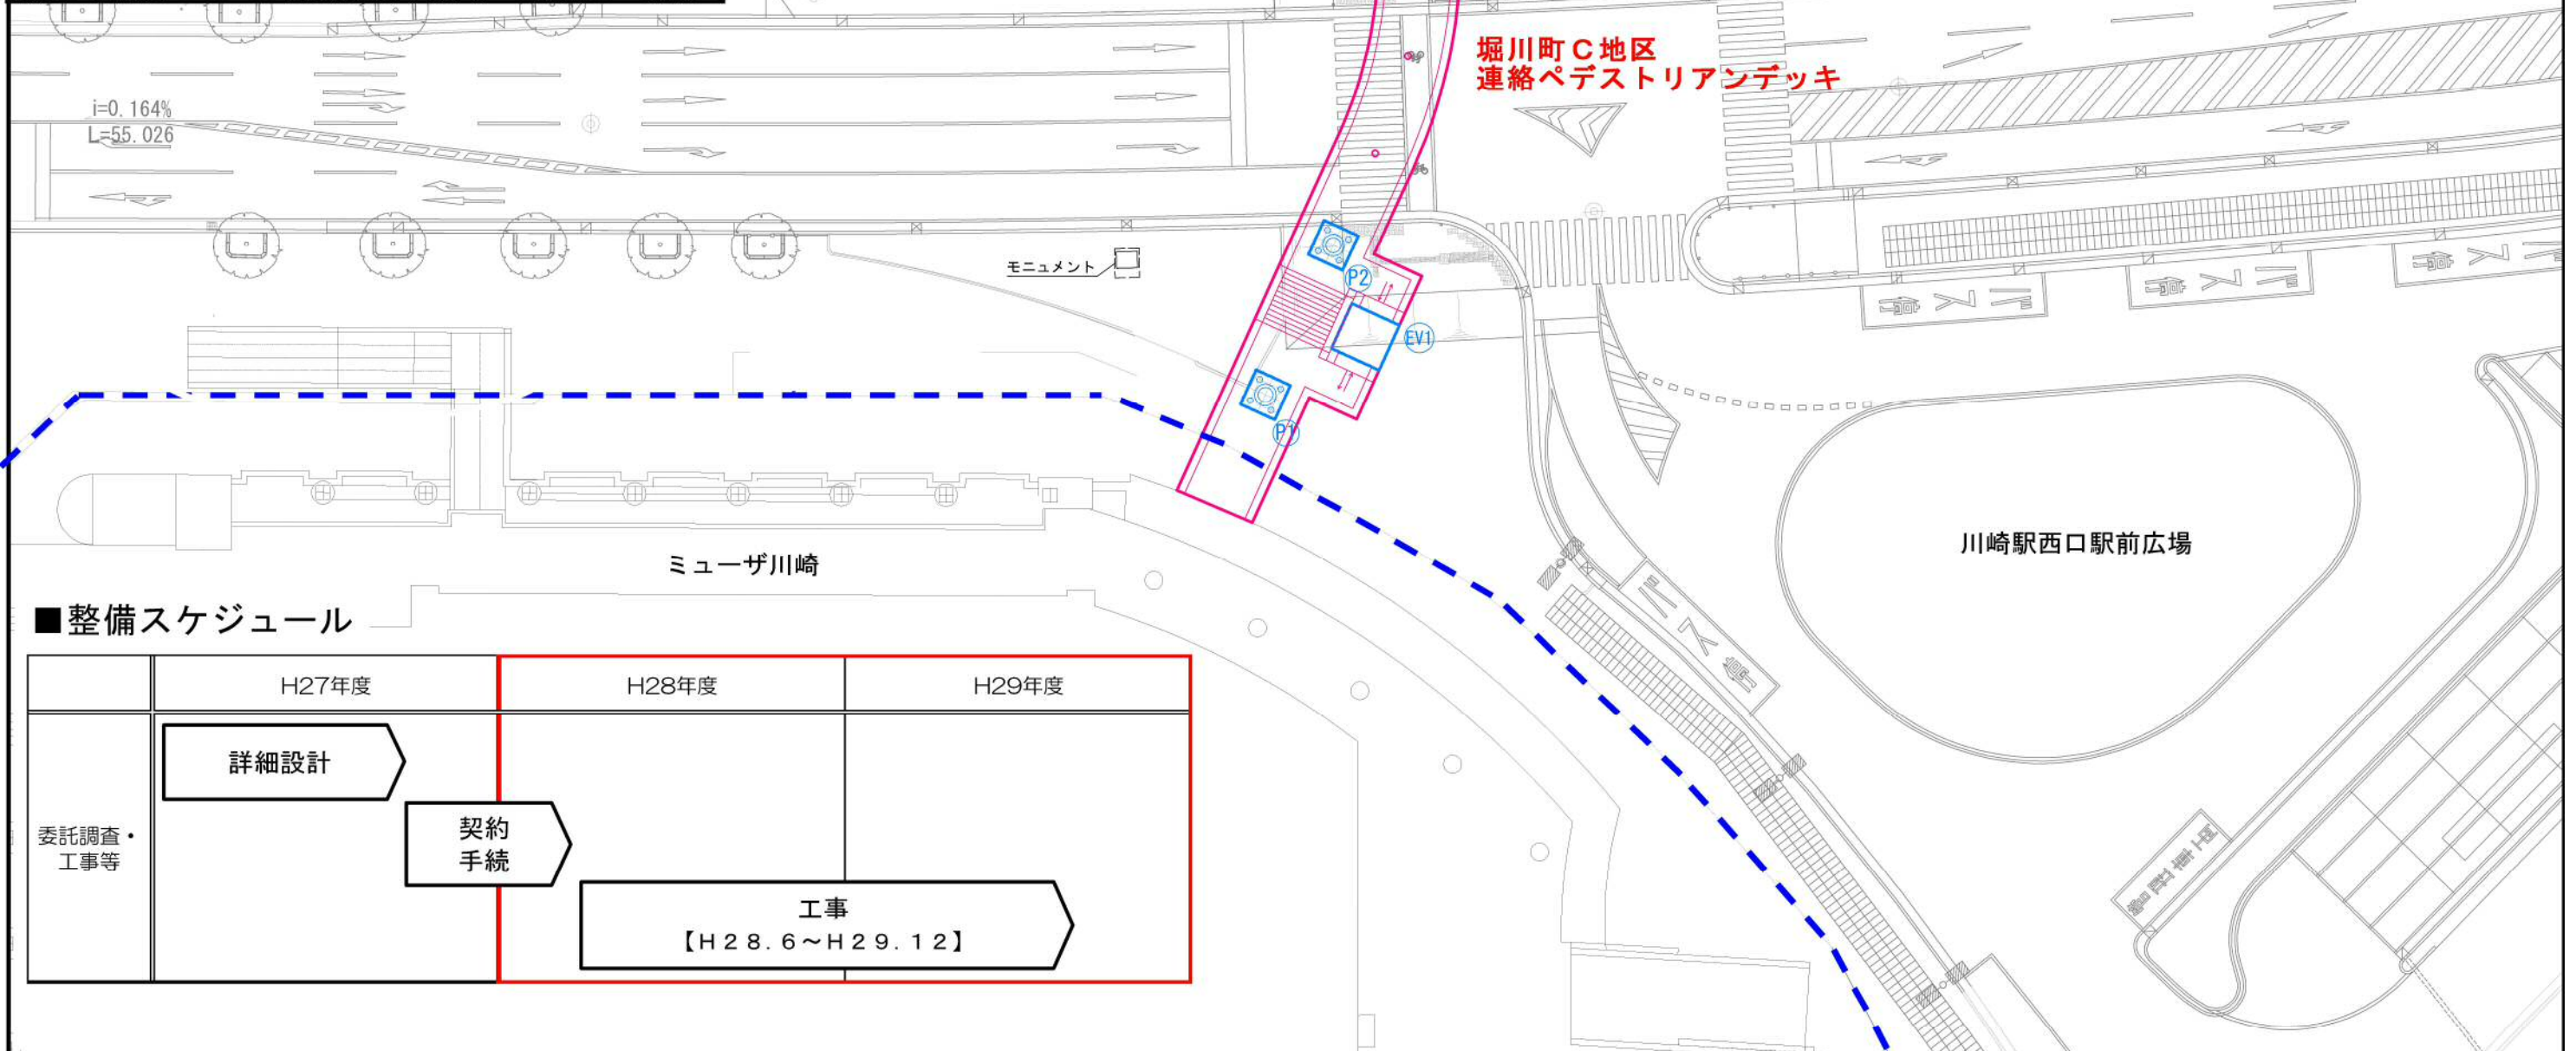 堀川町Ｃ地区
連絡ペデストリアンデッキ
i=0.164%
L=55.026
モニュメント
P2
EV1
P1
ミューザ川崎
川崎駅西口駅前広場
■整備スケジュール
H27年度
H28年度
H29年度
委託調査・
工事等
詳細設計
契約
手続
工事
【Ｈ２８．６～Ｈ２９．１２】